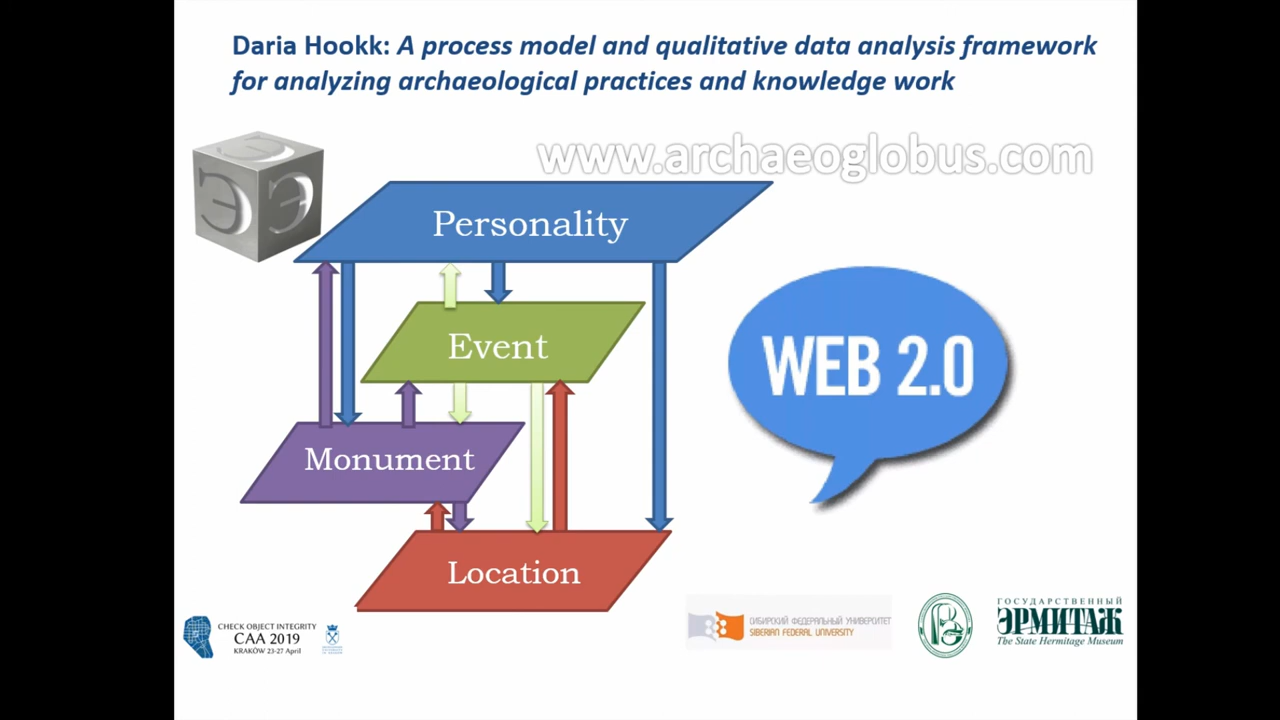 Daria Hookk: A process model and qualitative data analysis framework
for analyzing archaeological practices and knowledge work
www.archaeoglobus.com
Э
Э
Э
Personality
Event
WEB 2.0
Monument
Location
CHECK OBJECT INTEGRITY
CAA 2019
KRAKÓW 23-27 April
СИБИРСКИЙ ФЕДЕРАЛЬНЫЙ УНИВЕРСИТЕТ
SIBERIAN FEDERAL UNIVERSITY
ГОСУДАРСТВЕННЫЙ
ЭРМИТАЖ
The State Hermitage Museum